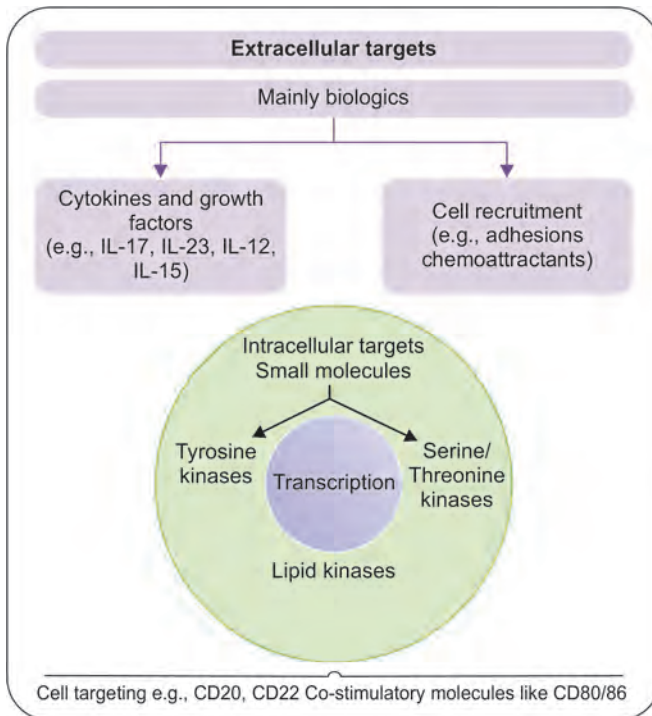 Extracellular targets
Mainly biologics
Cytokines and growth
factors
(e.g., IL-17, IL-23, IL-12,
IL-15)
Cell recruitment
(e.g., adhesions
chemoattractants)
Intracellular targets
Small molecules
Tyrosine
kinases
Serine/
Threonine
kinases
Transcription
Lipid kinases
Cell targeting e.g., CD20, CD22 Co-stimulatory molecules like CD80/86